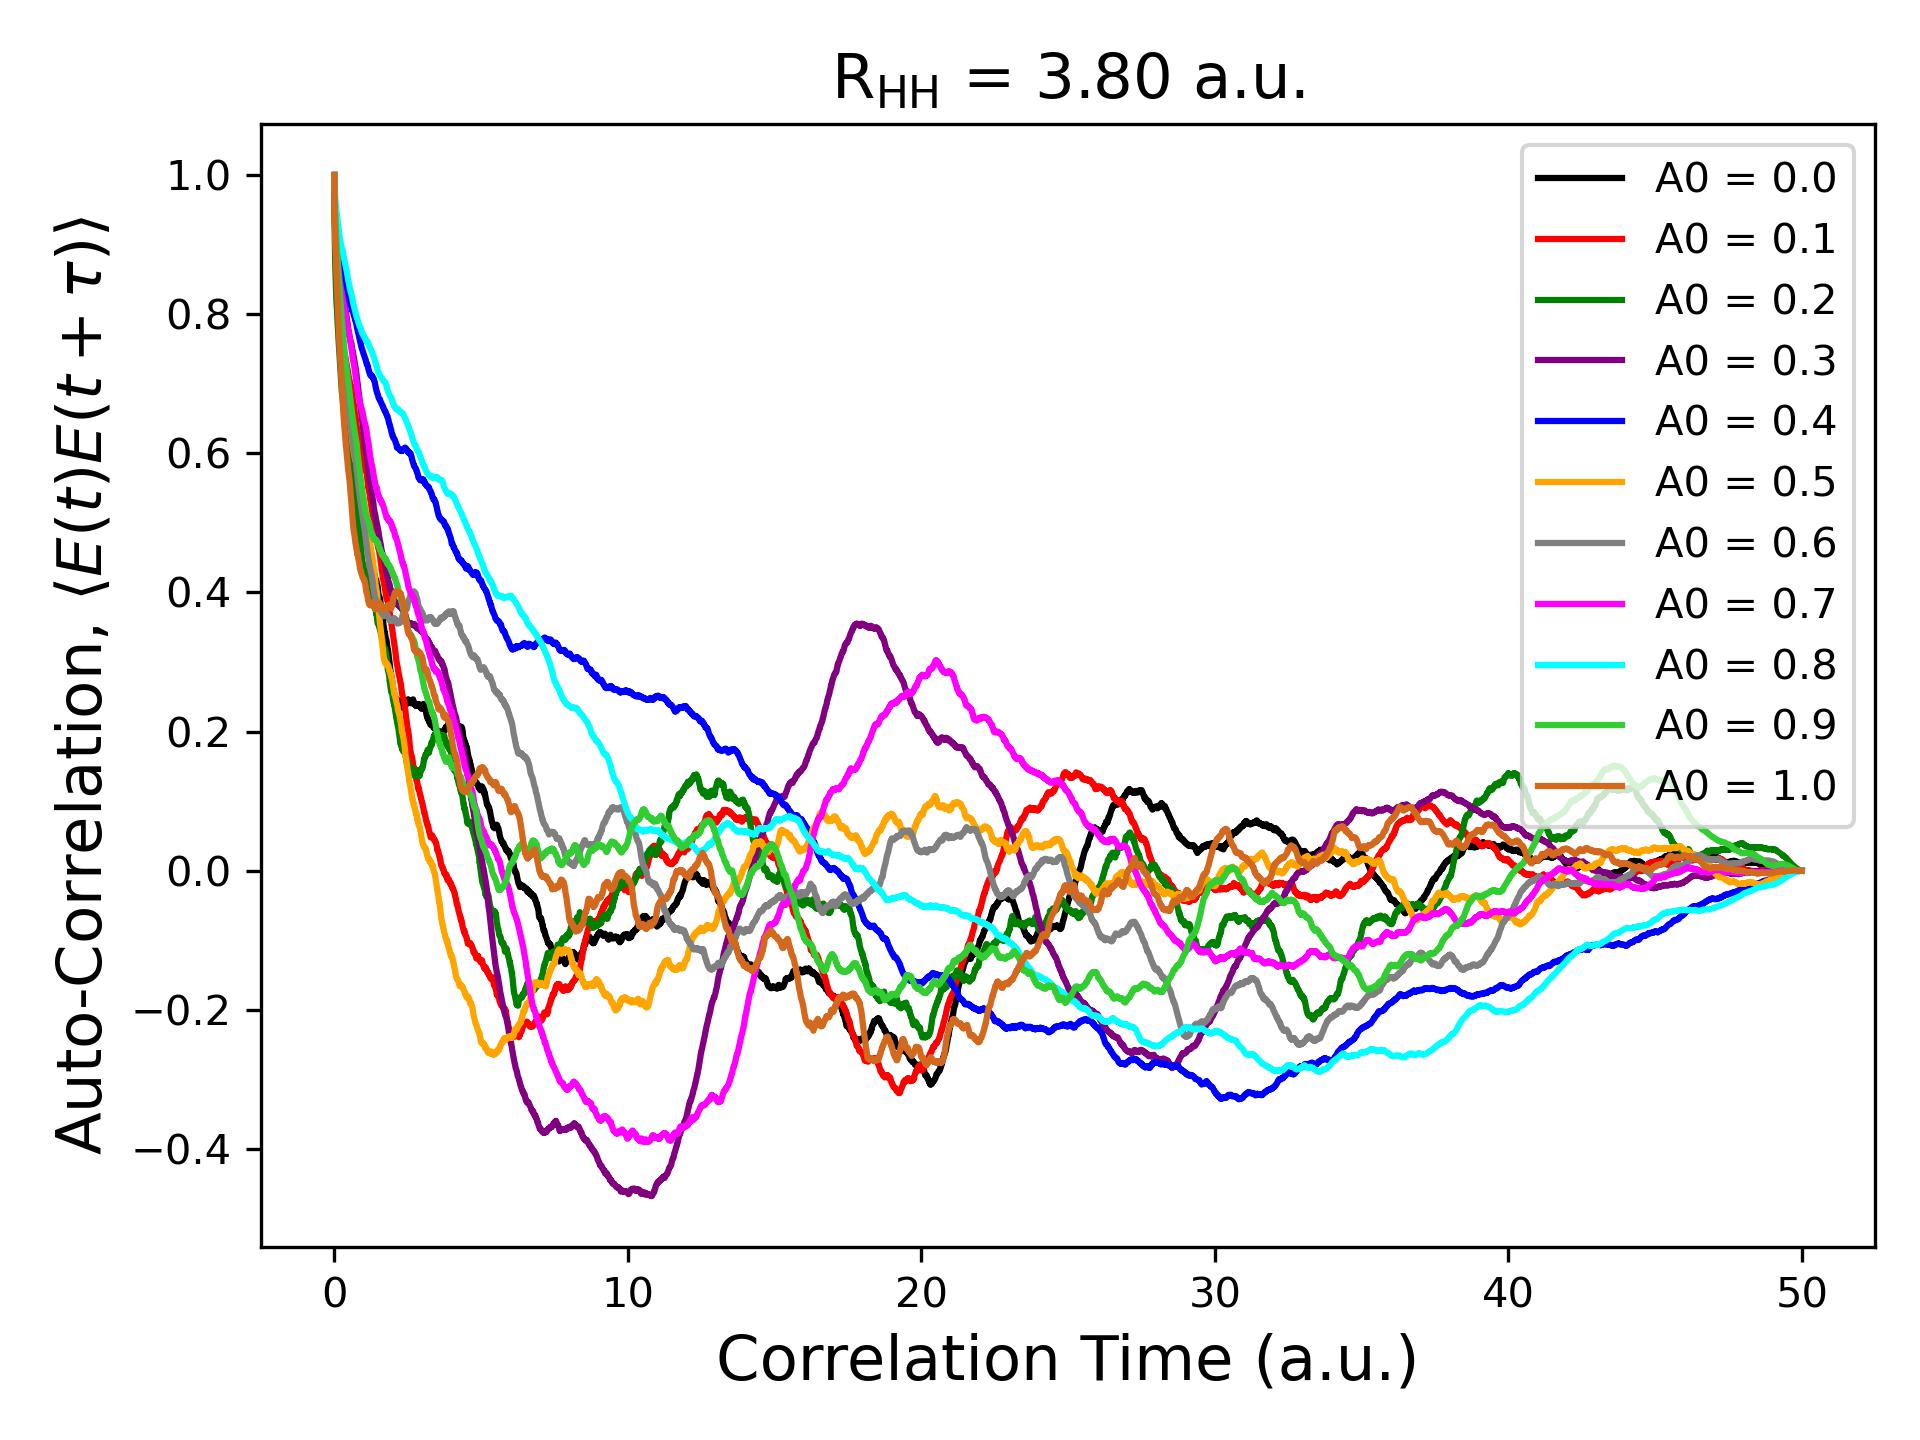 R_HH = 3.80 a.u.
Auto-Correlation, ⟨E(t)E(t + τ)⟩
1.0
0.8
0.6
0.4
0.2
0.0
−0.2
−0.4
A0 = 0.0
A0 = 0.1
A0 = 0.2
A0 = 0.3
A0 = 0.4
A0 = 0.5
A0 = 0.6
A0 = 0.7
A0 = 0.8
A0 = 0.9
A0 = 1.0
0 10 20 30 40 50
Correlation Time (a.u.)